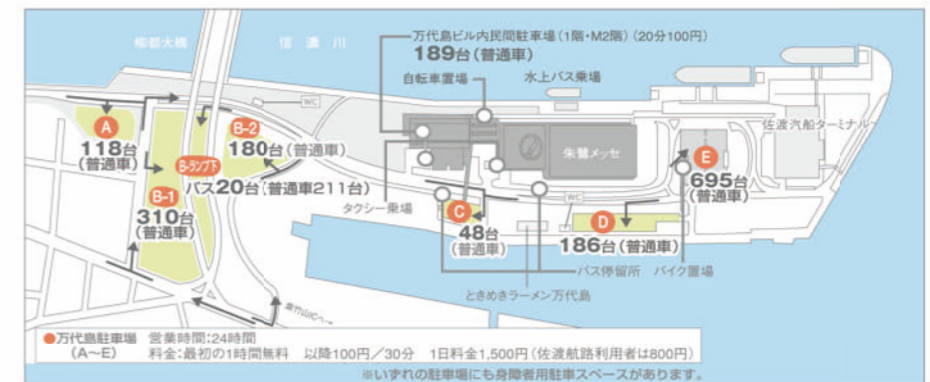 柳都大橋
信濃川
万代島ビル内民間駐車場(1階・M2階)(20分100円)
189台(普通車)
自転車置場
水上バス乗場
WC
佐渡汽船ターミナル
A
118台
(普通車)
B-2
180台(普通車)
B-ランプ下
バス20台(普通車211台)
B-1
310台
(普通車)
タクシー乗場
朱鷺メッセ
E
695台
(普通車)
C
48台
(普通車)
WC
D
186台(普通車)
バス停留所
バイク置場
ときめきラーメン万代島
紫竹山ICへ→
●万代島駐車場 営業時間:24時間
(A~E) 料金:最初の1時間無料 以降100円/30分 1日料金1,500円(佐渡航路利用者は800円)
※いずれの駐車場にも身障者用駐車スペースがあります。